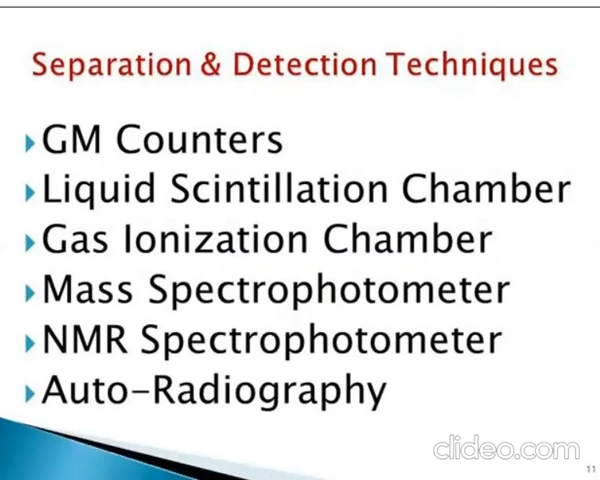 Separation & Detection Techniques
GM Counters
Liquid Scintillation Chamber
Gas Ionization Chamber
Mass Spectrophotometer
NMR Spectrophotometer
Auto-Radiography
clideo.com
11